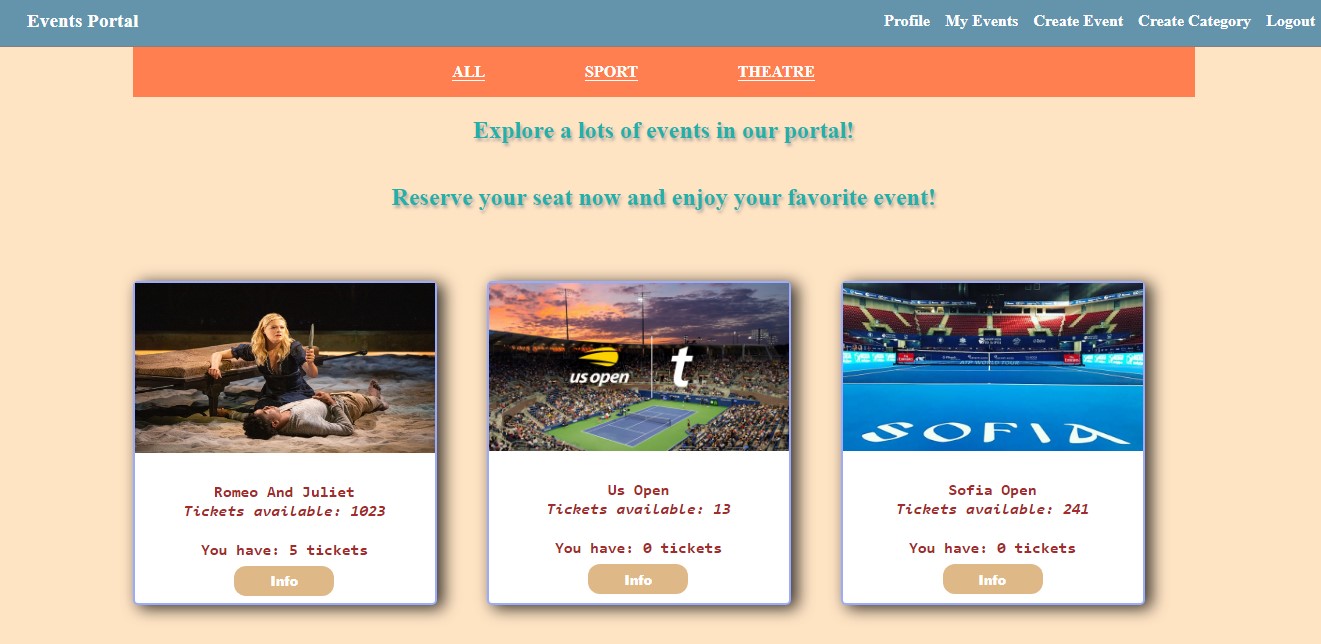 Events Portal
Profile My Events Create Event Create Category Logout
ALL SPORT THEATRE
Explore a lots of events in our portal!
Reserve your seat now and enjoy your favorite event!
us open t
SOFIA
Romeo And Juliet
Tickets available: 1023
You have: 5 tickets
Info
Us Open
Tickets available: 13
You have: 0 tickets
Info
Sofia Open
Tickets available: 241
You have: 0 tickets
Info